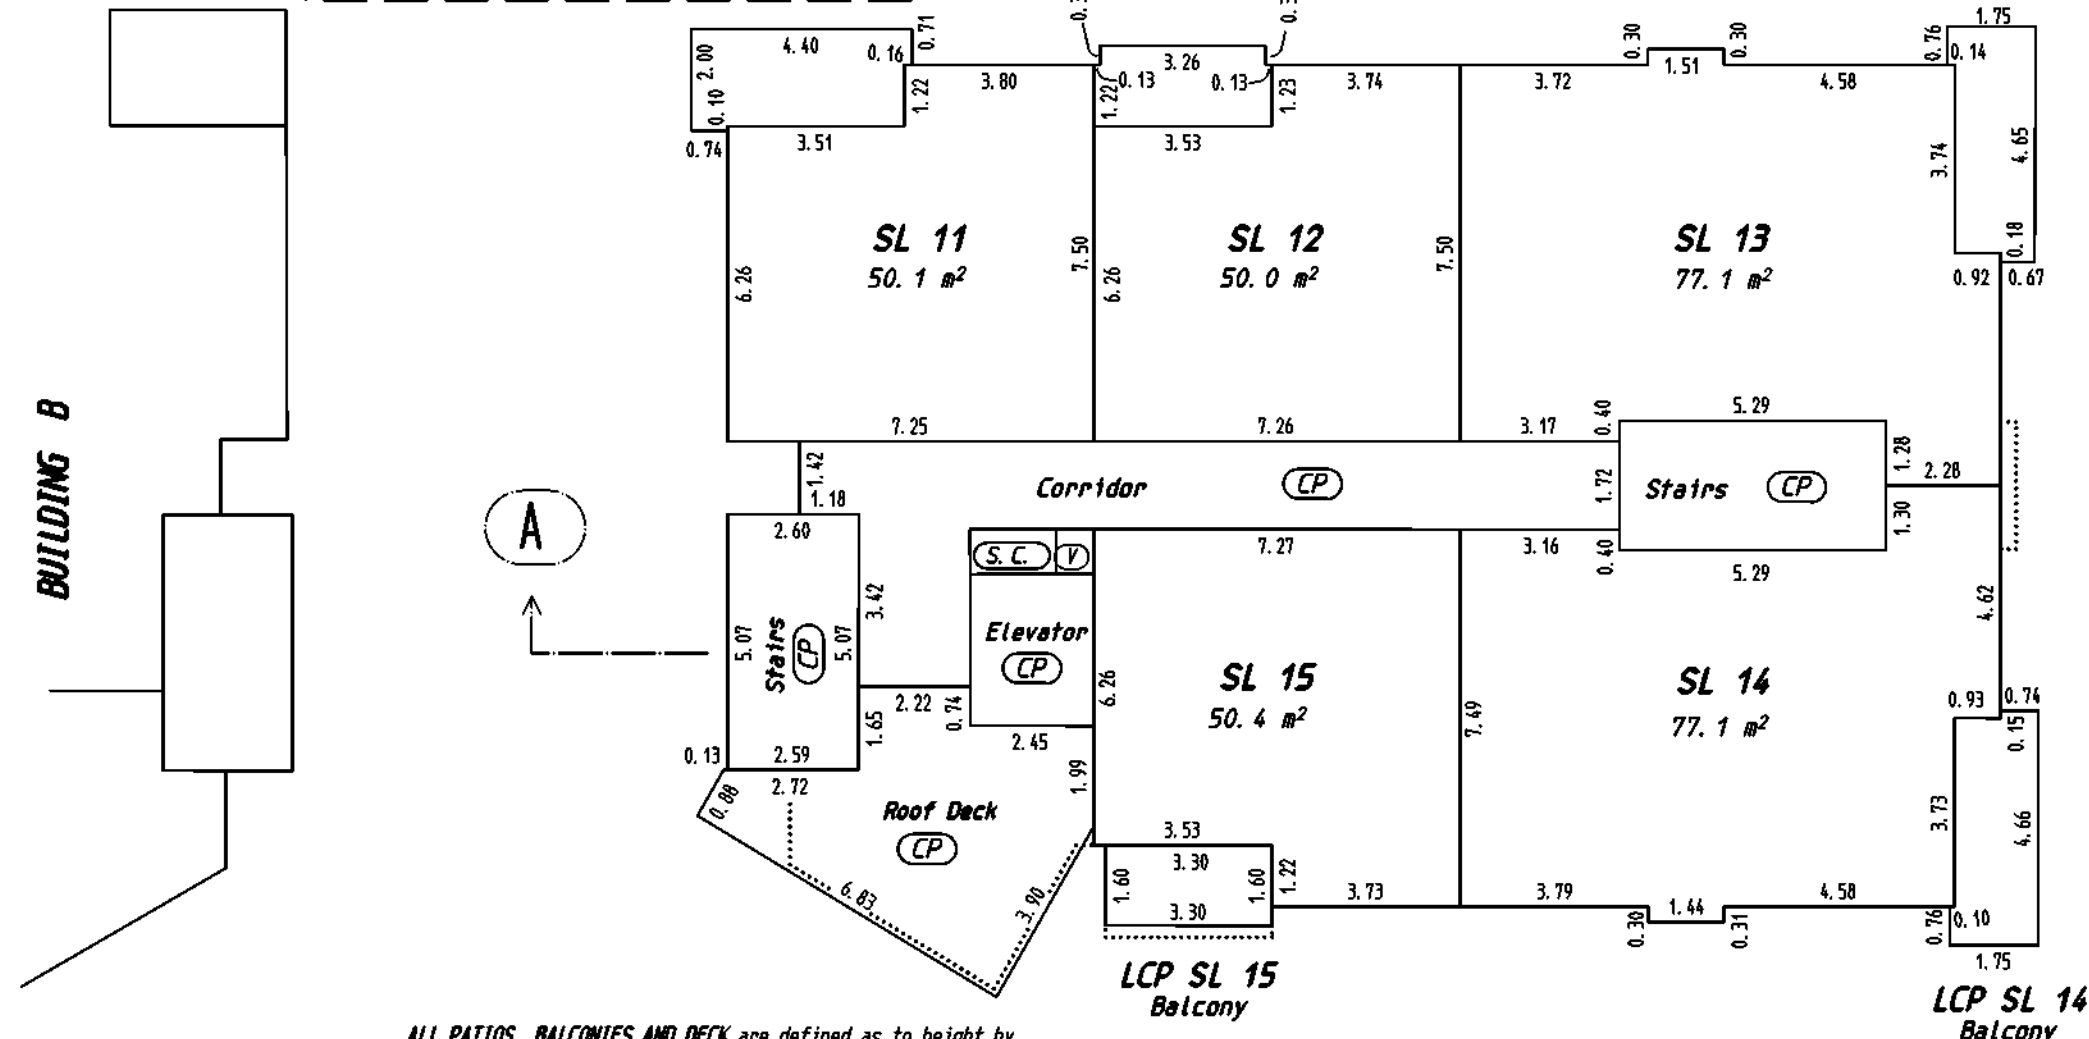 0.71
4.40
0.16
2.00
0.10
1.22
3.80
0.74
3.51
3.26
0.13
0.13
1.22
1.23
3.74
3.53
3.72
0.30
1.51
0.30
4.58
1.75
0.76
0.14
3.74
4.65
0.18
0.92
0.67
SL 11
50.1 m²
6.26
7.50
SL 12
50.0 m²
6.26
7.50
SL 13
77.1 m²
7.25
7.26
3.17
0.40
5.29
1.28
2.28
1.30
BUILDING B
1.42
1.18
Corridor
CP
1.72
Stairs
CP
A
2.60
S.C.
V
7.27
3.16
0.40
5.29
3.42
5.07
Stairs
CP
5.07
Elevator
CP
2.22
0.74
1.65
2.45
6.26
SL 15
50.4 m²
7.49
SL 14
77.1 m²
4.62
0.93
0.74
0.15
0.13
2.59
2.72
0.88
1.99
Roof Deck
CP
6.83
3.90
3.53
3.30
1.60
1.60
1.22
3.30
3.73
3.79
0.30
1.44
0.31
4.58
3.73
4.66
0.76
0.10
1.75
LCP SL 15
Balcony
LCP SL 14
Balcony
ALL PATIOS, BALCONIES AND DECK are defined as to height by